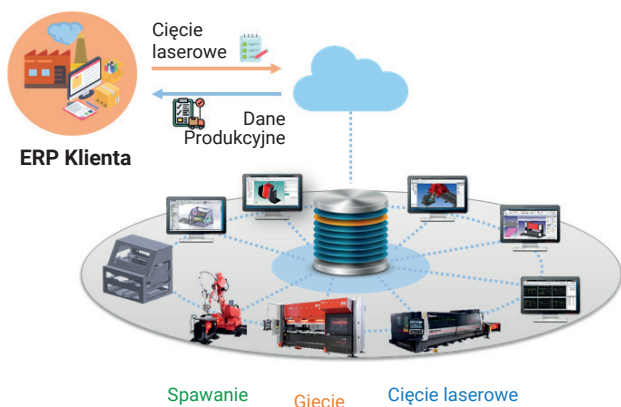 Cięcie
laserowe
Dane
Produkcyjne
ERP Klienta
Spawanie
Gięcie
Cięcie laserowe